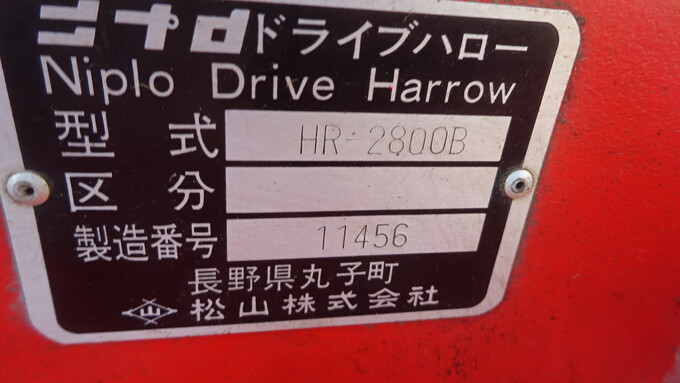 ニプロドライブハロー
Niplo Drive Harrow
型式 HR-2800B
区分
製造番号 11456
長野県丸子町
山 松山株式会社